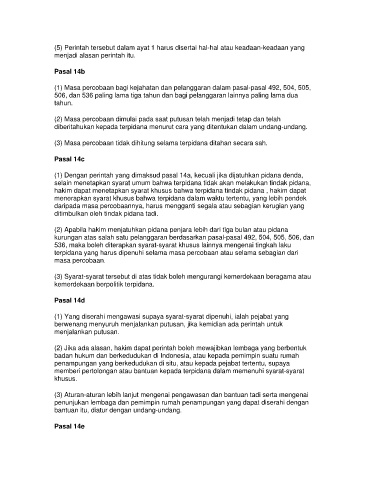 (5) Perintah tersebut dalam ayat 1 harus disertai hal-hal atau keadaan-keadaan yang
menjadi alasan perintah itu.
Pasal 14b
(1) Masa percobaan bagi kejahatan dan pelanggaran dalam pasal-pasal 492, 504, 505,
506, dan 536 paling lama tiga tahun dan bagi pelanggaran lainnya paling lama dua
tahun.
(2) Masa percobaan dimulai pada saat putusan telah menjadi tetap dan telah
diberitahukan kepada terpidana menurut cara yang ditentukan dalam undang-undang.
(3) Masa percobaan tidak dihitung selama terpidana ditahan secara sah.
Pasal 14c
(1) Dengan perintah yang dimaksud pasal 14a, kecuali jika dijatuhkan pidana denda,
selain menetapkan syarat umum bahwa terpidana tidak akan melakukan tindak pidana,
hakim dapat menetapkan syarat khusus bahwa terpidana tindak pidana , hakim dapat
menerapkan syarat khusus bahwa terpidana dalam waktu tertentu, yang lebih pendek
daripada masa percobaannya, harus mengganti segala atau sebagian kerugian yang
ditimbulkan oleh tindak pidana tadi.
(2) Apabila hakim menjatuhkan pidana penjara lebih dari tiga bulan atau pidana
kurungan atas salah satu pelanggaran berdasarkan pasal-pasal 492, 504, 505, 506, dan
536, maka boleh diterapkan syarat-syarat khusus lainnya mengenai tingkah laku
terpidana yang harus dipenuhi selama masa percobaan atau selama sebagian dari
masa percobaan.
(3) Syarat-syarat tersebut di atas tidak boleh mengurangi kemerdekaan beragama atau
kemerdekaan berpolitik terpidana.
Pasal 14d
(1) Yang diserahi mengawasi supaya syarat-syarat dipenuhi, ialah pejabat yang
berwenang menyuruh menjalankan putusan, jika kemidian ada perintah untuk
menjalankan putusan.
(2) Jika ada alasan, hakim dapat perintah boleh mewajibkan lembaga yang berbentuk
badan hukum dan berkedudukan di Indonesia, atau kepada pemimpin suatu rumah
penampungan yang berkedudukan di situ, atau kepada pejabat tertentu, supaya
memberi pertolongan atau bantuan kepada terpidana dalam memenuhi syarat-syarat
khusus.
(3) Aturan-aturan lebih lanjut mengenai pengawasan dan bantuan tadi serta mengenai
penunjukan lembaga dan pemimpin rumah penampungan yang dapat diserahi dengan
bantuan itu, diatur dengan undang-undang.
Pasal 14e